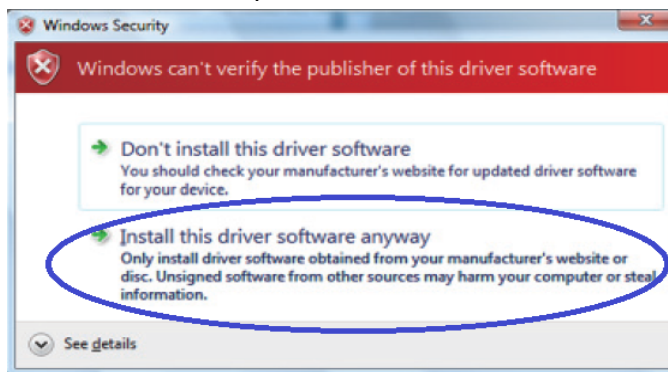 Windows Security
Windows can't verify the publisher of this driver software
Don't install this driver software
You should check your manufacturer's website for updated driver software
for your device.
Install this driver software anyway
Only install driver software obtained from your manufacturer's website or
disc. Unsigned software from other sources may harm your computer or steal
information.
See details